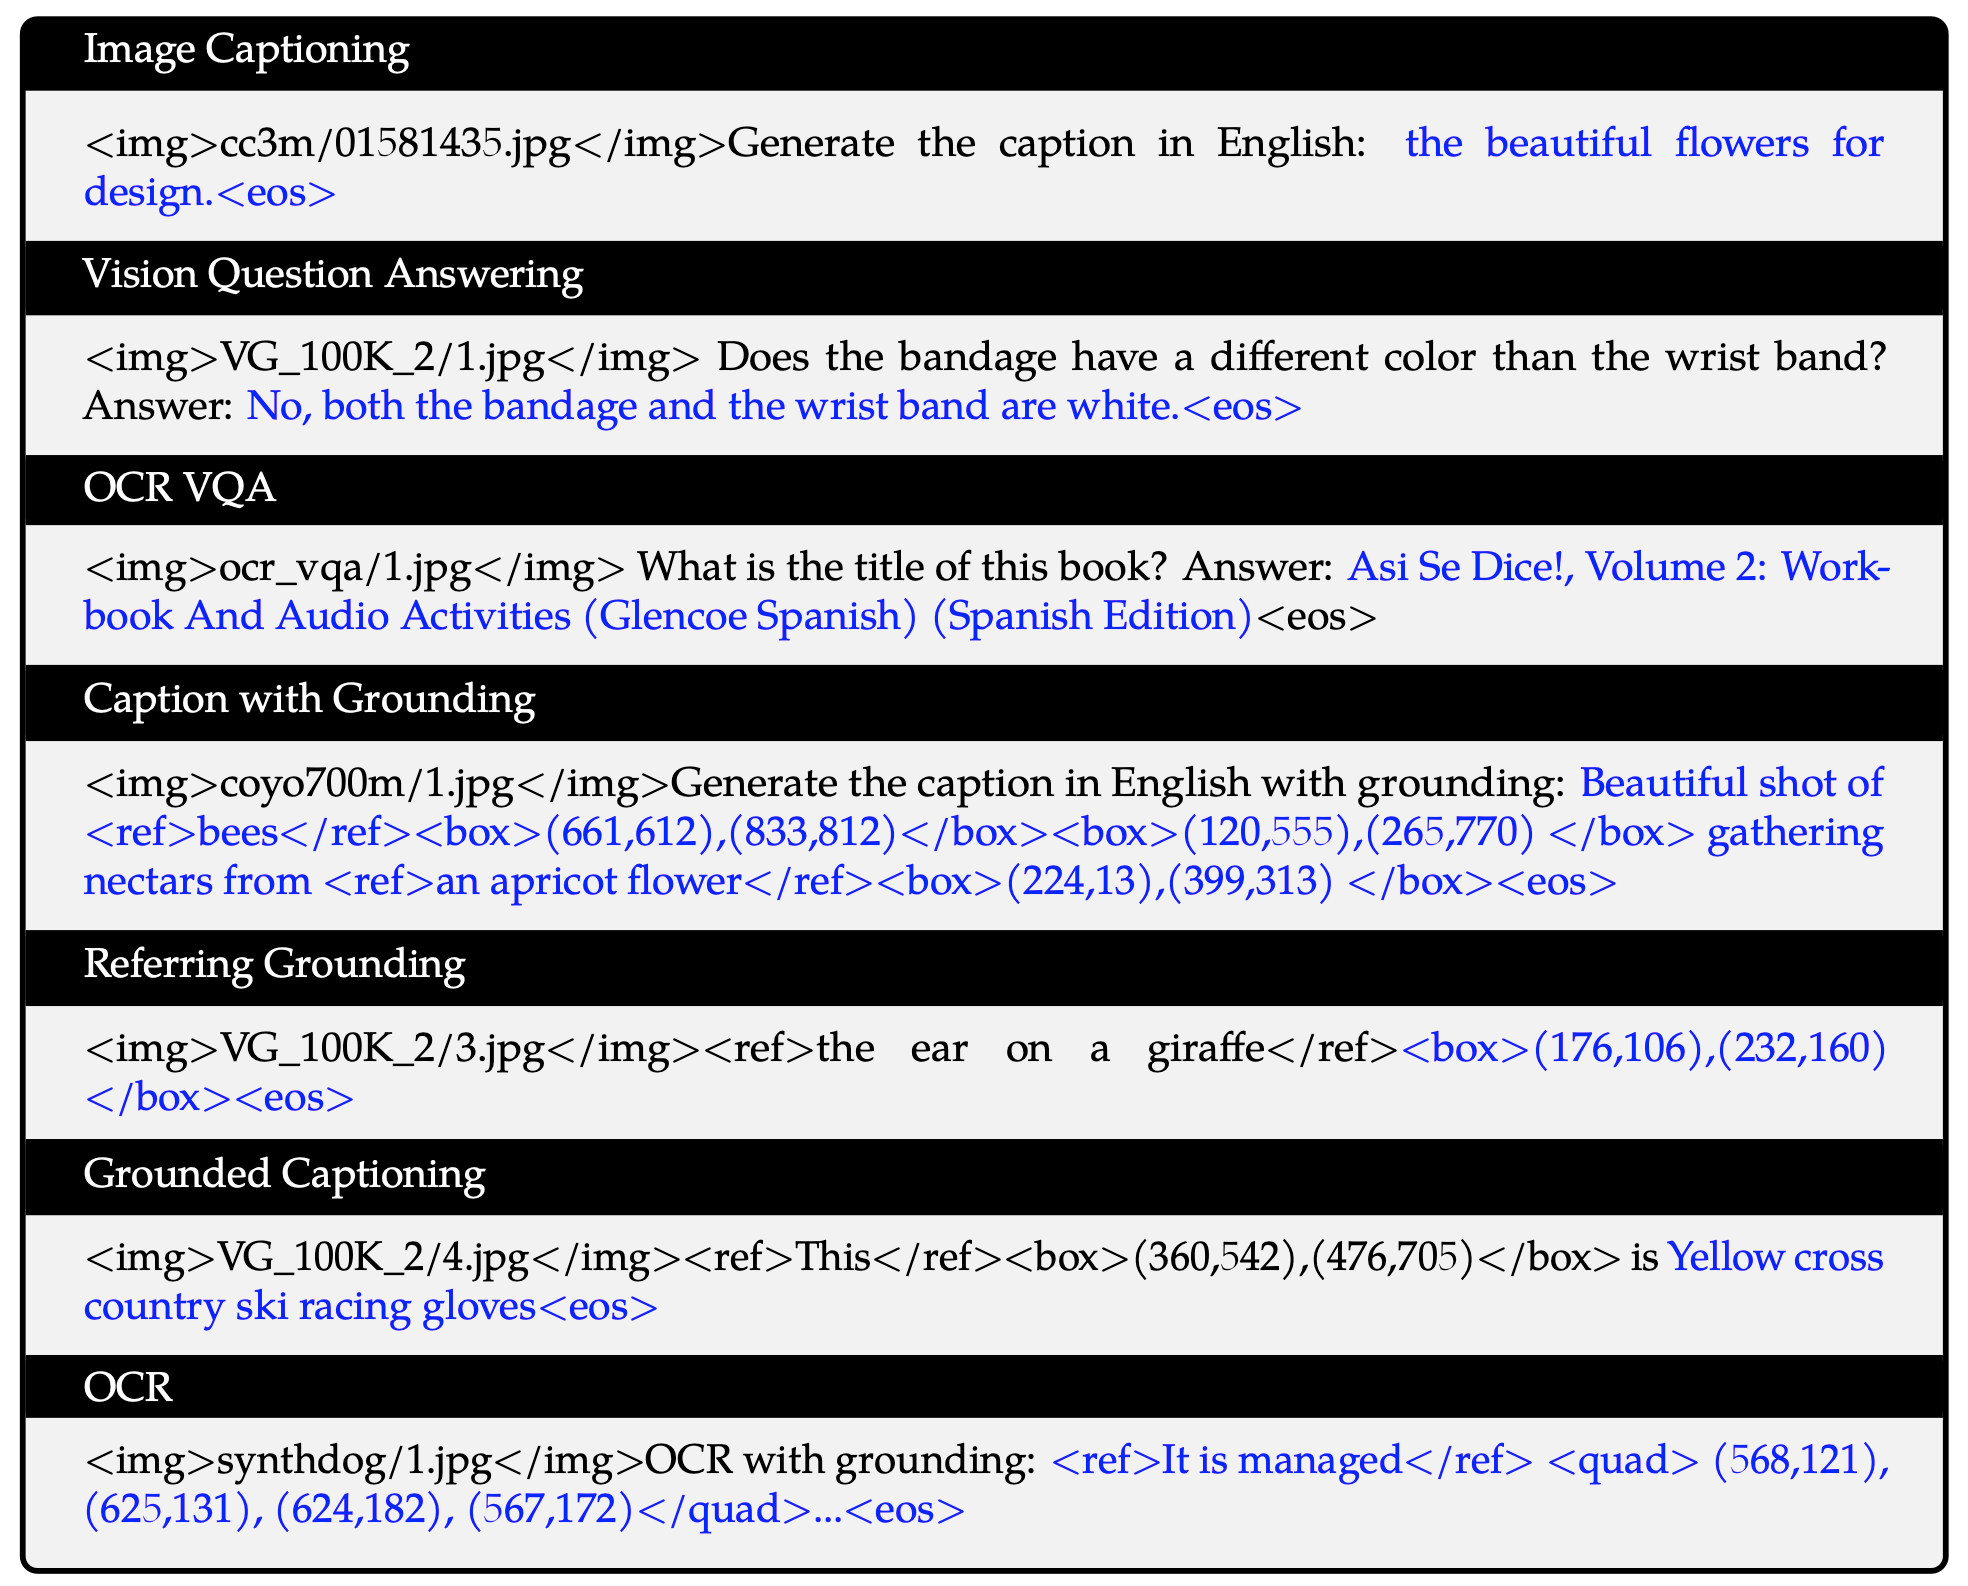 Image Captioning
<img>cc3m/01581435.jpg</img>Generate the caption in English: the beautiful flowers for
design.<eos>
Vision Question Answering
<img>VG_100K_2/1.jpg</img> Does the bandage have a different color than the wrist band?
Answer: No, both the bandage and the wrist band are white.<eos>
OCR VQA
<img>ocr_vqa/1.jpg</img> What is the title of this book? Answer: Asi Se Dice!, Volume 2: Work-
book And Audio Activities (Glencoe Spanish) (Spanish Edition)<eos>
Caption with Grounding
<img>coyo700m/1.jpg</img>Generate the caption in English with grounding: Beautiful shot of
<ref>bees</ref><box>(661,612),(833,812)</box><box>(120,555),(265,770) </box> gathering
nectars from <ref>an apricot flower</ref><box>(224,13),(399,313) </box><eos>
Referring Grounding
<img>VG_100K_2/3.jpg</img><ref>the ear on a giraffe</ref><box>(176,106),(232,160)
</box><eos>
Grounded Captioning
<img>VG_100K_2/4.jpg</img><ref>This</ref><box>(360,542),(476,705)</box> is Yellow cross
country ski racing gloves<eos>
OCR
<img>synthdog/1.jpg</img>OCR with grounding: <ref>It is managed</ref> <quad> (568,121),
(625,131), (624,182), (567,172)</quad>...<eos>